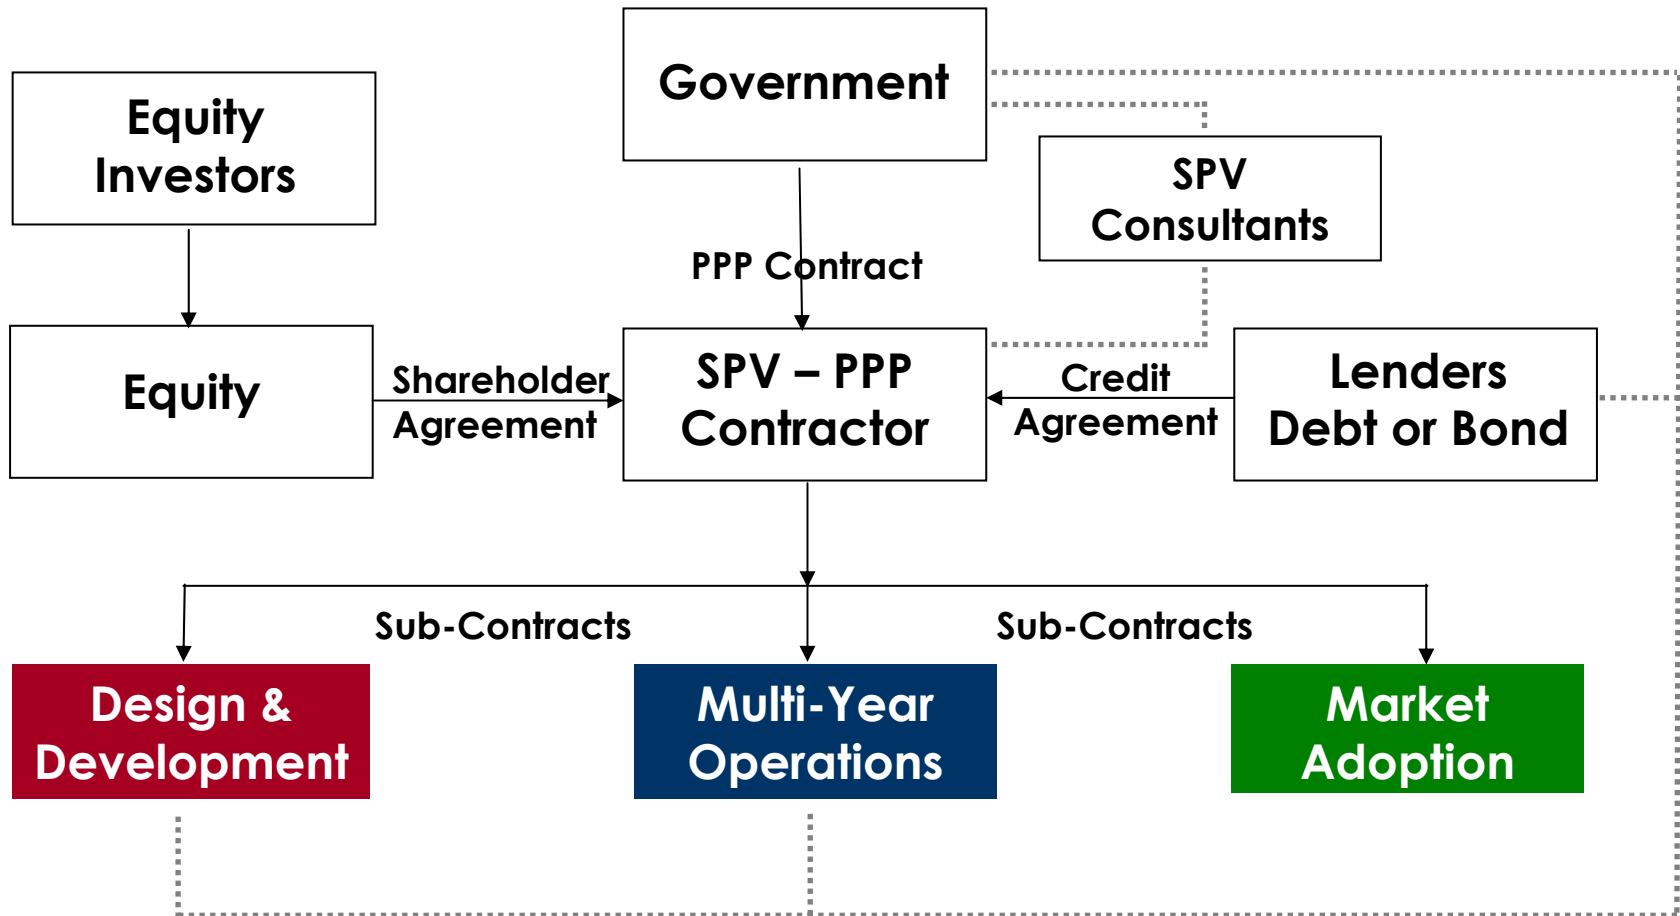 Government
Equity
Investors
SPV
Consultants
PPP Contract
Equity
Shareholder
Agreement
SPV – PPP
Contractor
Credit
Agreement
Lenders
Debt or Bond
Sub-Contracts
Sub-Contracts
Design &
Development
Multi-Year
Operations
Market
Adoption